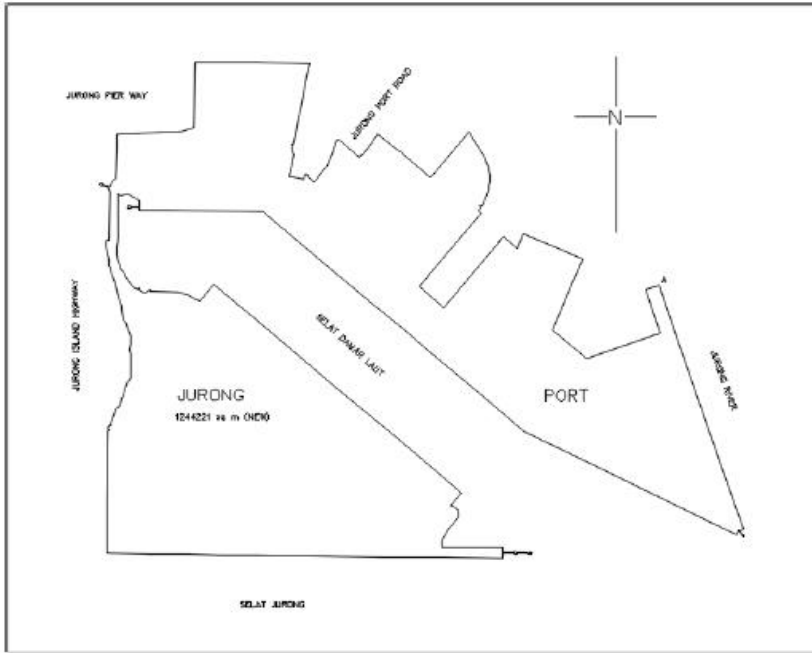 JURONG PIER WAY
JURONG PORT ROAD
N
A
JURONG ISLAND HIGHWAY
SELAT DAMAR LAUT
JURONG RIVER
JURONG
PORT
1244221 sq m (NEW)
SELAT JURONG